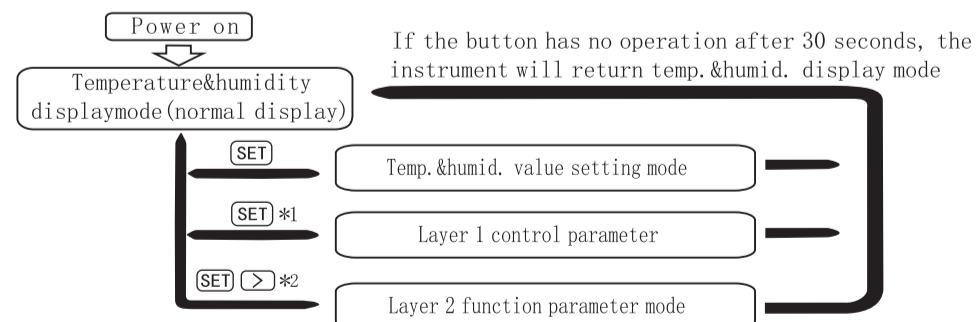 Power on
If the button has no operation after 30 seconds, the
instrument will return temp.&humid. display mode
Temperature&humidity
displaymode(normal display)
SET
Temp.&humid. value setting mode
SET *1
Layer 1 control parameter
SET > *2
Layer 2 function parameter mode